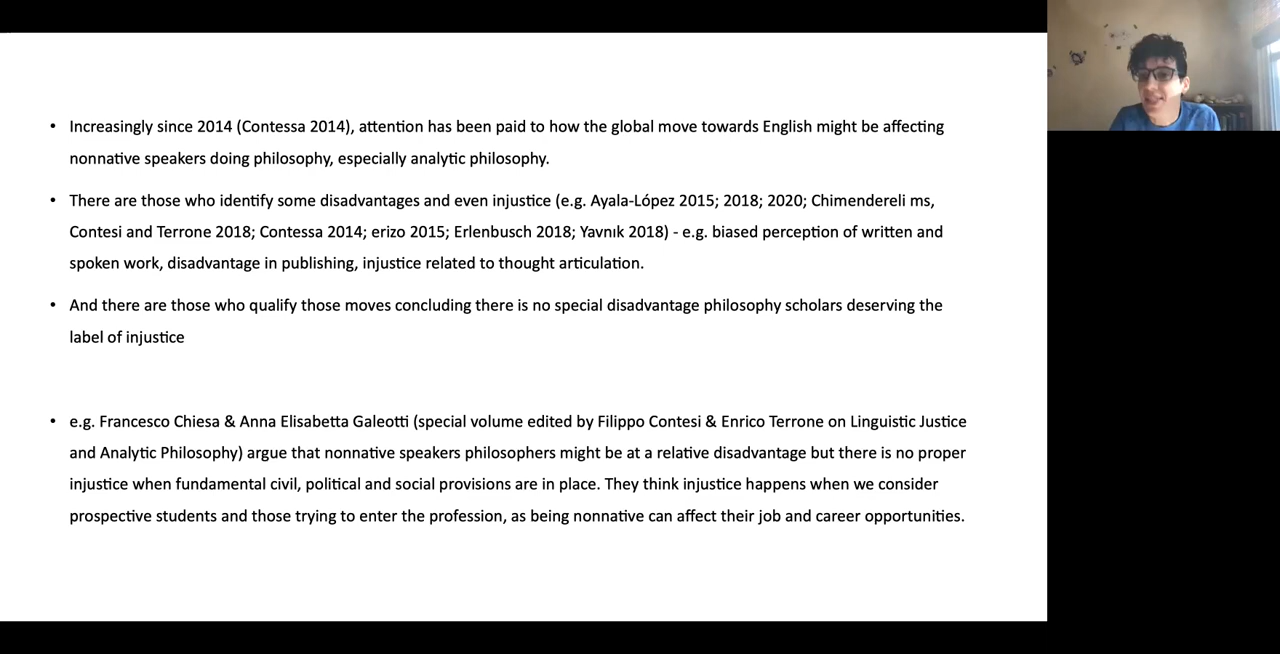 • Increasingly since 2014 (Contessa 2014), attention has been paid to how the global move towards English might be affecting
nonnative speakers doing philosophy, especially analytic philosophy.
• There are those who identify some disadvantages and even injustice (e.g. Ayala-López 2015; 2018; 2020; Chimendereli ms,
Contesi and Terrone 2018; Contessa 2014; erizo 2015; Erlenbusch 2018; Yavnık 2018) - e.g. biased perception of written and
spoken work, disadvantage in publishing, injustice related to thought articulation.
• And there are those who qualify those moves concluding there is no special disadvantage philosophy scholars deserving the
label of injustice
• e.g. Francesco Chiesa & Anna Elisabetta Galeotti (special volume edited by Filippo Contesi & Enrico Terrone on Linguistic Justice
and Analytic Philosophy) argue that nonnative speakers philosophers might be at a relative disadvantage but there is no proper
injustice when fundamental civil, political and social provisions are in place. They think injustice happens when we consider
prospective students and those trying to enter the profession, as being nonnative can affect their job and career opportunities.